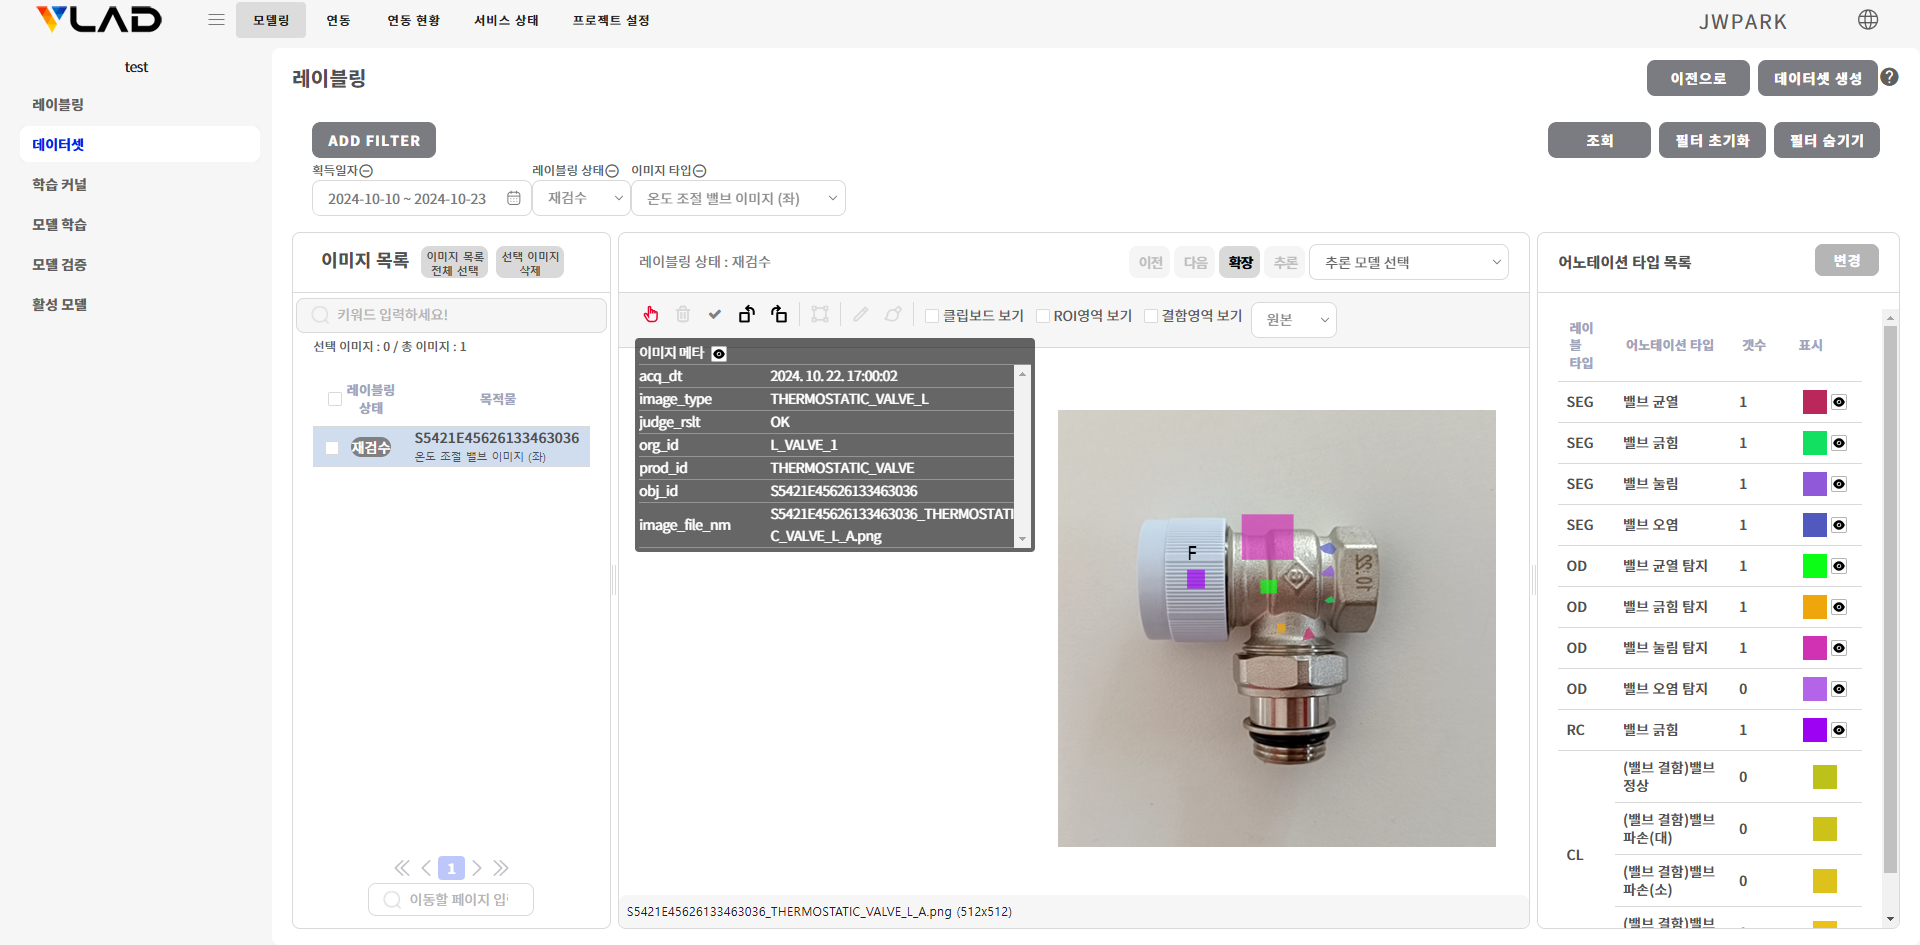 VLAD
모델링
연동
연동 현황
서비스 상태
프로젝트 설정
JWPARK
test
레이블링
데이터셋
학습 커널
모델 학습
모델 검증
활성 모델
레이블링
이전으로
데이터셋 생성
?
ADD FILTER
조회
필터 초기화
필터 숨기기
획득일자
레이블링 상태
이미지 타입
2024-10-10 ~ 2024-10-23
재검수
온도 조절 밸브 이미지 (좌)
이미지 목록
이미지 목록
전체 선택
선택 이미지
삭제
키워드 입력하세요!
선택 이미지 : 0 / 총 이미지 : 1
레이블링
상태
목적물
재검수
S5421E45626133463036
온도 조절 밸브 이미지 (좌)
1
이동할 페이지 입
레이블링 상태 : 재검수
이전
다음
확장
추론
추론 모델 선택
클립보드 보기
ROI영역 보기
결함영역 보기
원본
이미지 메타
acq_dt 2024. 10. 22. 17:00:02
image_type THERMOSTATIC_VALVE_L
judge_rslt OK
org_id L_VALVE_1
prod_id THERMOSTATIC_VALVE
obj_id S5421E45626133463036
image_file_nm S5421E45626133463036_THERMOSTATI
C_VALVE_L_A.png
F
22.01
S5421E45626133463036_THERMOSTATIC_VALVE_L_A.png (512x512)
어노테이션 타입 목록
변경
레이
블
타입
어노테이션 타입
갯수
표시
SEG 밸브 균열 1
SEG 밸브 긁힘 1
SEG 밸브 눌림 1
SEG 밸브 오염 1
OD 밸브 균열 탐지 1
OD 밸브 긁힘 탐지 1
OD 밸브 눌림 탐지 1
OD 밸브 오염 탐지 0
RC 밸브 긁힘 1
CL
(밸브 결함)밸브
정상
0
(밸브 결함)밸브
파손(대)
0
(밸브 결함)밸브
파손(소)
0
(밸브 결함)밸브